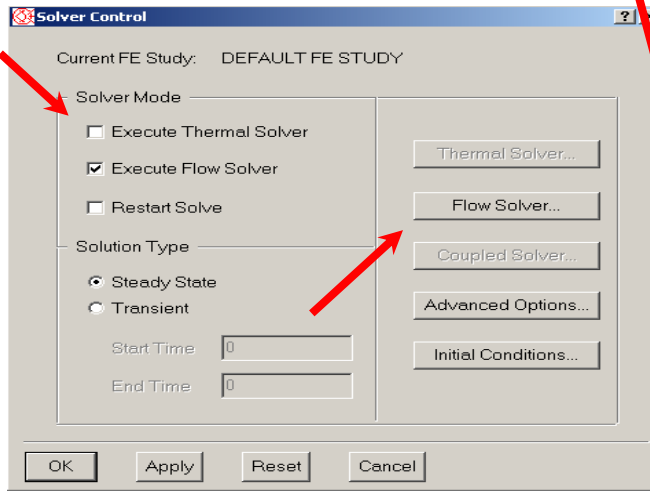 Solver Control
?
Current FE Study: DEFAULT FE STUDY
Solver Mode
Execute Thermal Solver
Execute Flow Solver
Restart Solve
Solution Type
Steady State
Transient
Start Time 0
End Time 0
Thermal Solver...
Flow Solver...
Coupled Solver...
Advanced Options...
Initial Conditions...
OK Apply Reset Cancel